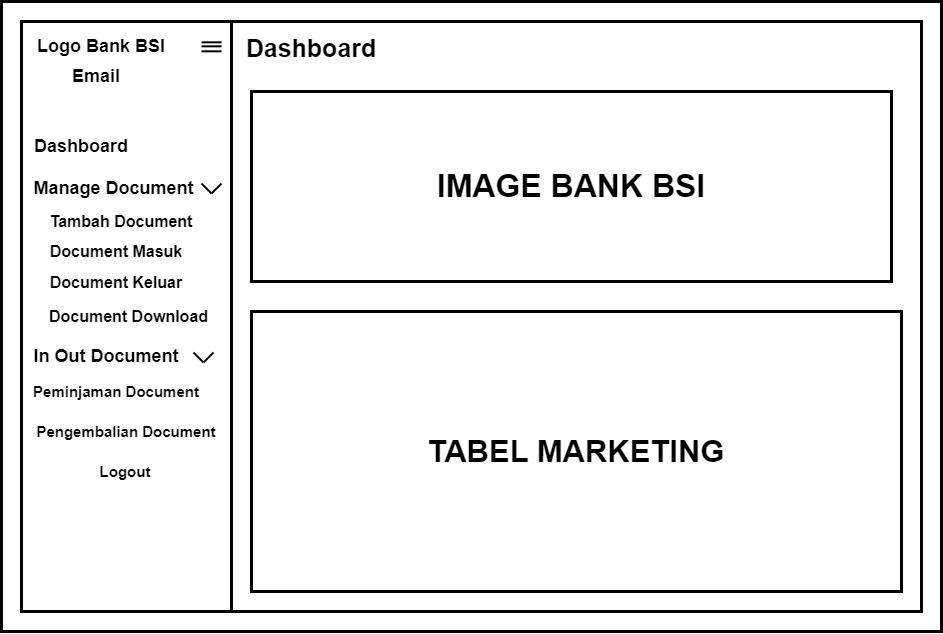 Logo Bank BSI
Email
Dashboard
Manage Document
Tambah Document
Document Masuk
Document Keluar
Document Download
In Out Document
Peminjaman Document
Pengembalian Document
Logout
Dashboard
IMAGE BANK BSI
TABEL MARKETING